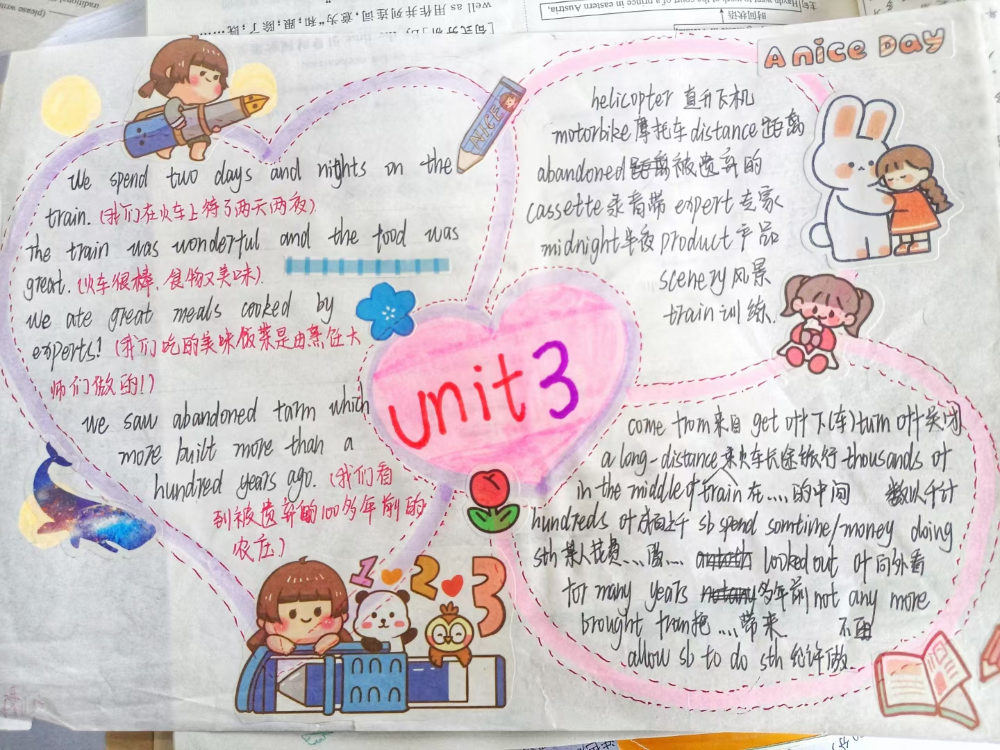 A nice Day
NICE
We spend two days and nights on the
train. (我们在火车上待了两天两夜).
The train was wonderful and the food was
great. (火车很棒, 食物又美味).
We ate great meals cooked by
experts! (我们吃的美味饭菜是由烹饪大
师们做的!)
we saw abandoned farm which
more built more than a
hundred years ago. (我们看
到被遗弃的100多年前的
农庄)
1 2 3
unit 3
helicopter 直升飞机
motorbike 摩托车 distance 距离
abandoned 被遗弃的
cassette 录音带 expert 专家
midnight 半夜 product 产品
scenery 风景
train 训练.
come from 来自 get off 下(车) turn off 关闭
a long-distance 乘火车长途旅行 thousands of
in the middle of train 在....的中间 数以千计
hundreds of 成百上千 sb spend somtime/money doing
sth 某人花费....做.... looked out of 向外看
for many years 多年前 not any more
brought from 把....带来 不再
allow sb to do sth 允许做.